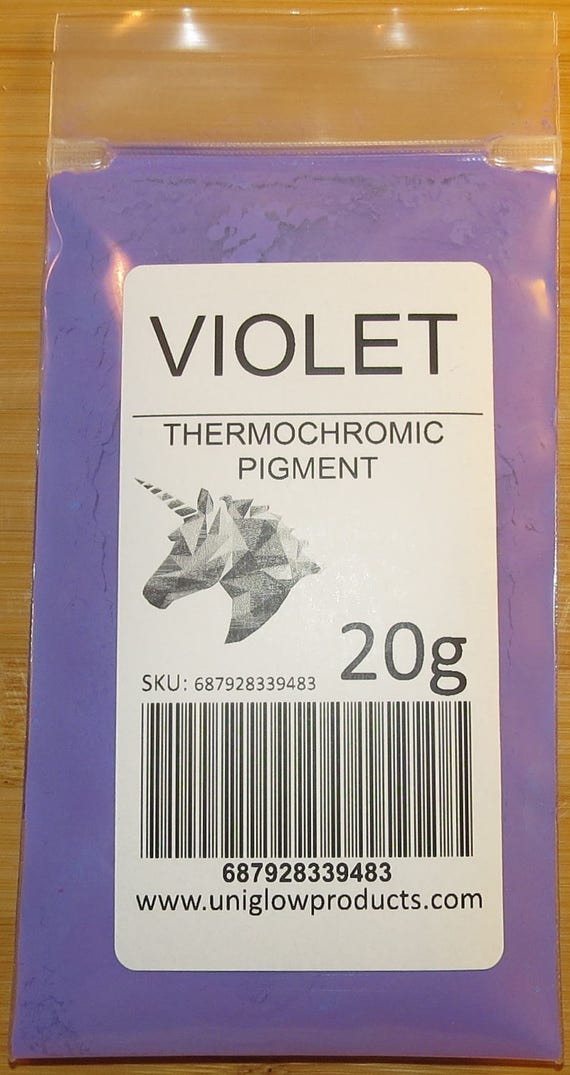 VIOLET
THERMOCHROMIC
PIGMENT
20g
SKU: 687928339483
687928339483
www.uniglowproducts.com